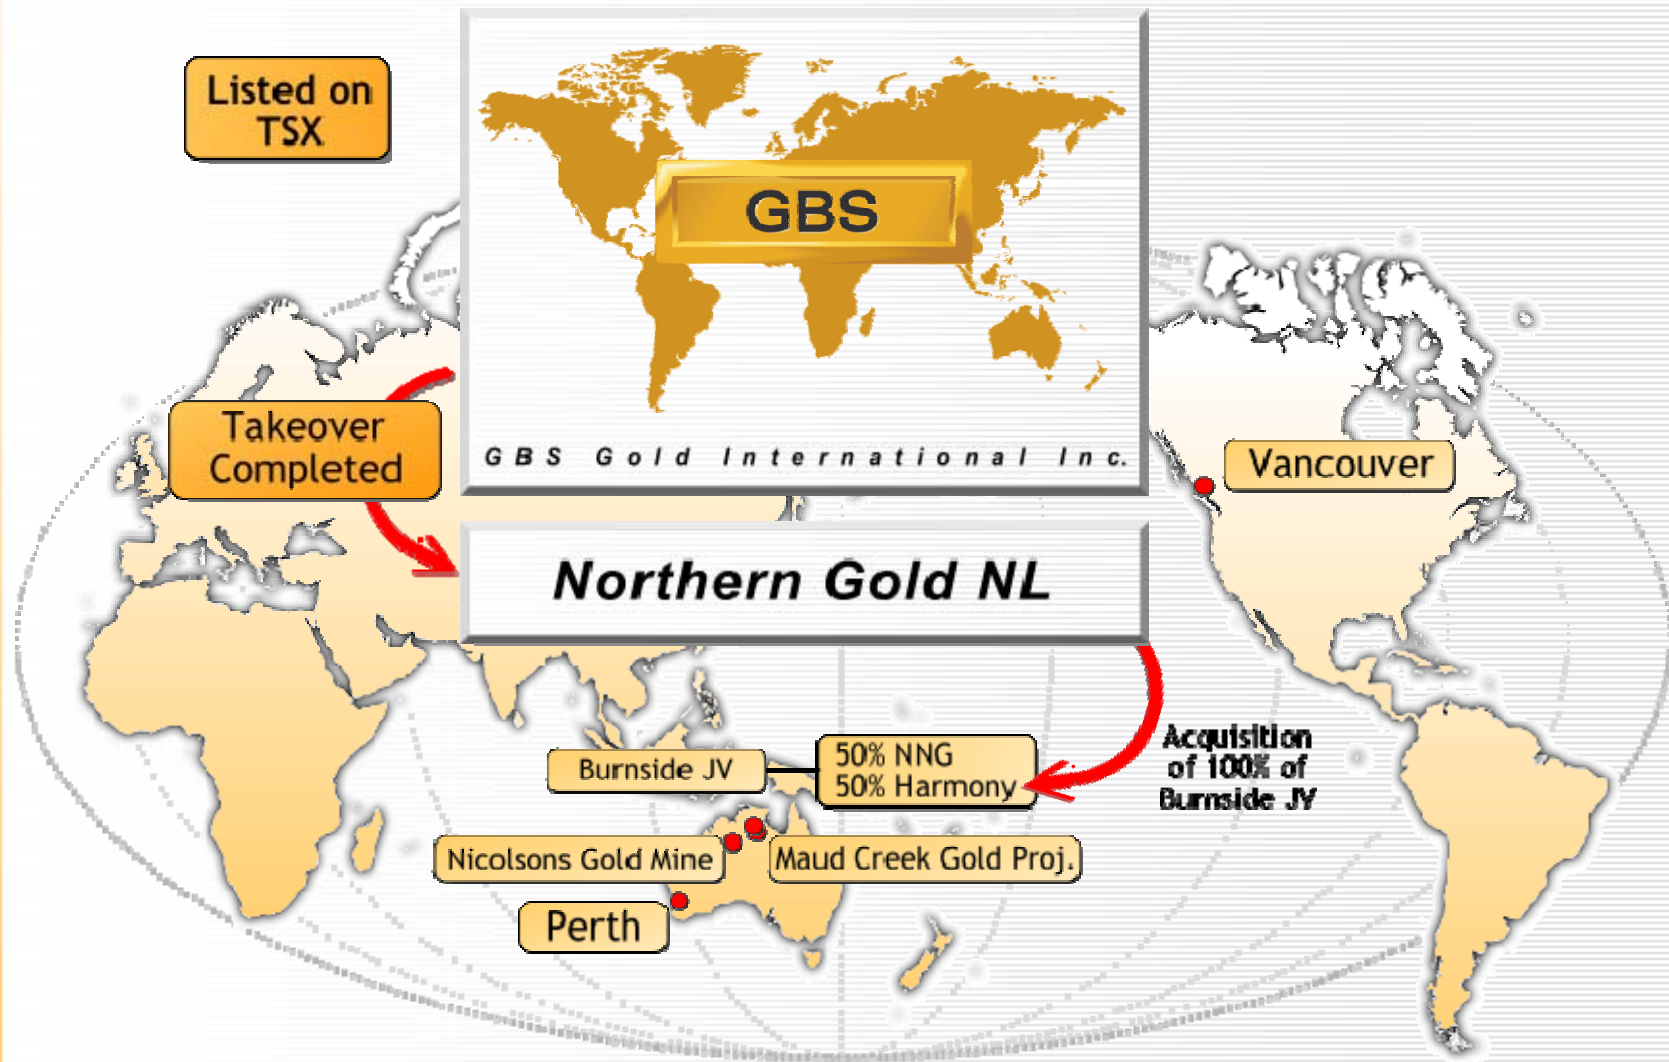 Listed on
TSX
GBS
GBS Gold International Inc.
Takeover
Completed
Vancouver
Northern Gold NL
Acquisition
of 100% of
Burnside JV
Burnside JV
50% NNG
50% Harmony
Nicolsons Gold Mine
Maud Creek Gold Proj.
Perth